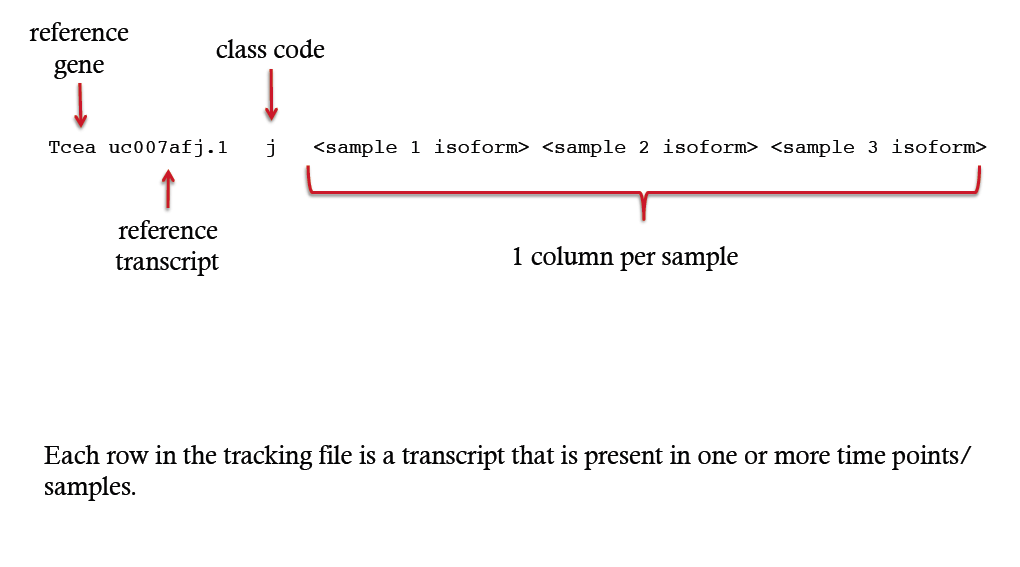 reference
gene
class code
Tcea uc007afj.1 j <sample 1 isoform> <sample 2 isoform> <sample 3 isoform>
reference
transcript
1 column per sample
Each row in the tracking file is a transcript that is present in one or more time points/
samples.